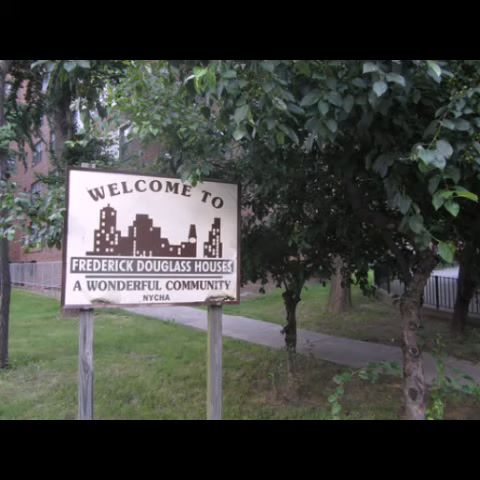 WELCOME TO
FREDERICK DOUGLASS HOUSES
A WONDERFUL COMMUNITY
NYCHA